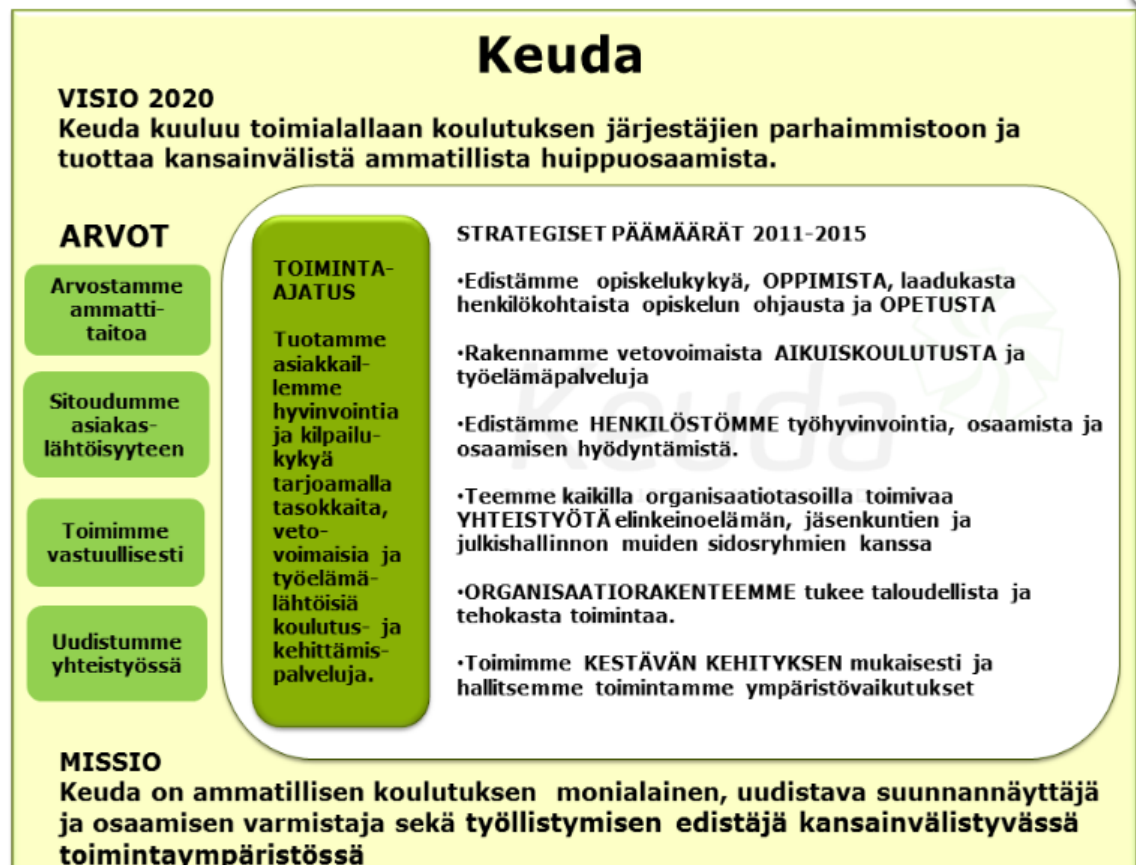 Keuda
VISIO 2020
Keuda kuuluu toimialallaan koulutuksen järjestäjien parhaimmistoon ja
tuottaa kansainvälistä ammatillista huippuosaamista.
ARVOT
Arvostamme
ammatti-
taitoa
Sitoudumme
asiakas-
lähtöisyyteen
Toimimme
vastuullisesti
Uudistumme
yhteistyössä
TOIMINTA-
AJATUS
Tuotamme
asiakkail-
lemme
hyvinvointia
ja kilpailu-
kykyä
tarjoamalla
tasokkaita,
veto-
voimaisia ja
työelämä-
lähtöisiä
koulutus- ja
kehittämis-
palveluja.
STRATEGISET PÄÄMÄÄRÄT 2011-2015
•Edistämme opiskelukykyä, OPPIMISTA, laadukasta
henkilökohtaista opiskelun ohjausta ja OPETUSTA
•Rakennamme vetovoimaista AIKUISKOULUTUSTA ja
työelämäpalveluja
•Edistämme HENKILÖSTÖMME työhyvinvointia, osaamista ja
osaamisen hyödyntämistä.
•Teemme kaikilla organisaatiotasoilla toimivaa
YHTEISTYÖTÄ elinkeinoelämän, jäsenkuntien ja
julkishallinnon muiden sidosryhmien kanssa
•ORGANISAATIORAKENTEEMME tukee taloudellista ja
tehokasta toimintaa.
•Toimimme KESTÄVÄN KEHITYKSEN mukaisesti ja
hallitsemme toimintamme ympäristövaikutukset
Keuda
MISSIO
Keuda on ammatillisen koulutuksen monialainen, uudistava suunnannäyttäjä
ja osaamisen varmistaja sekä työllistymisen edistäjä kansainvälistyvässä
toimintaympäristössä